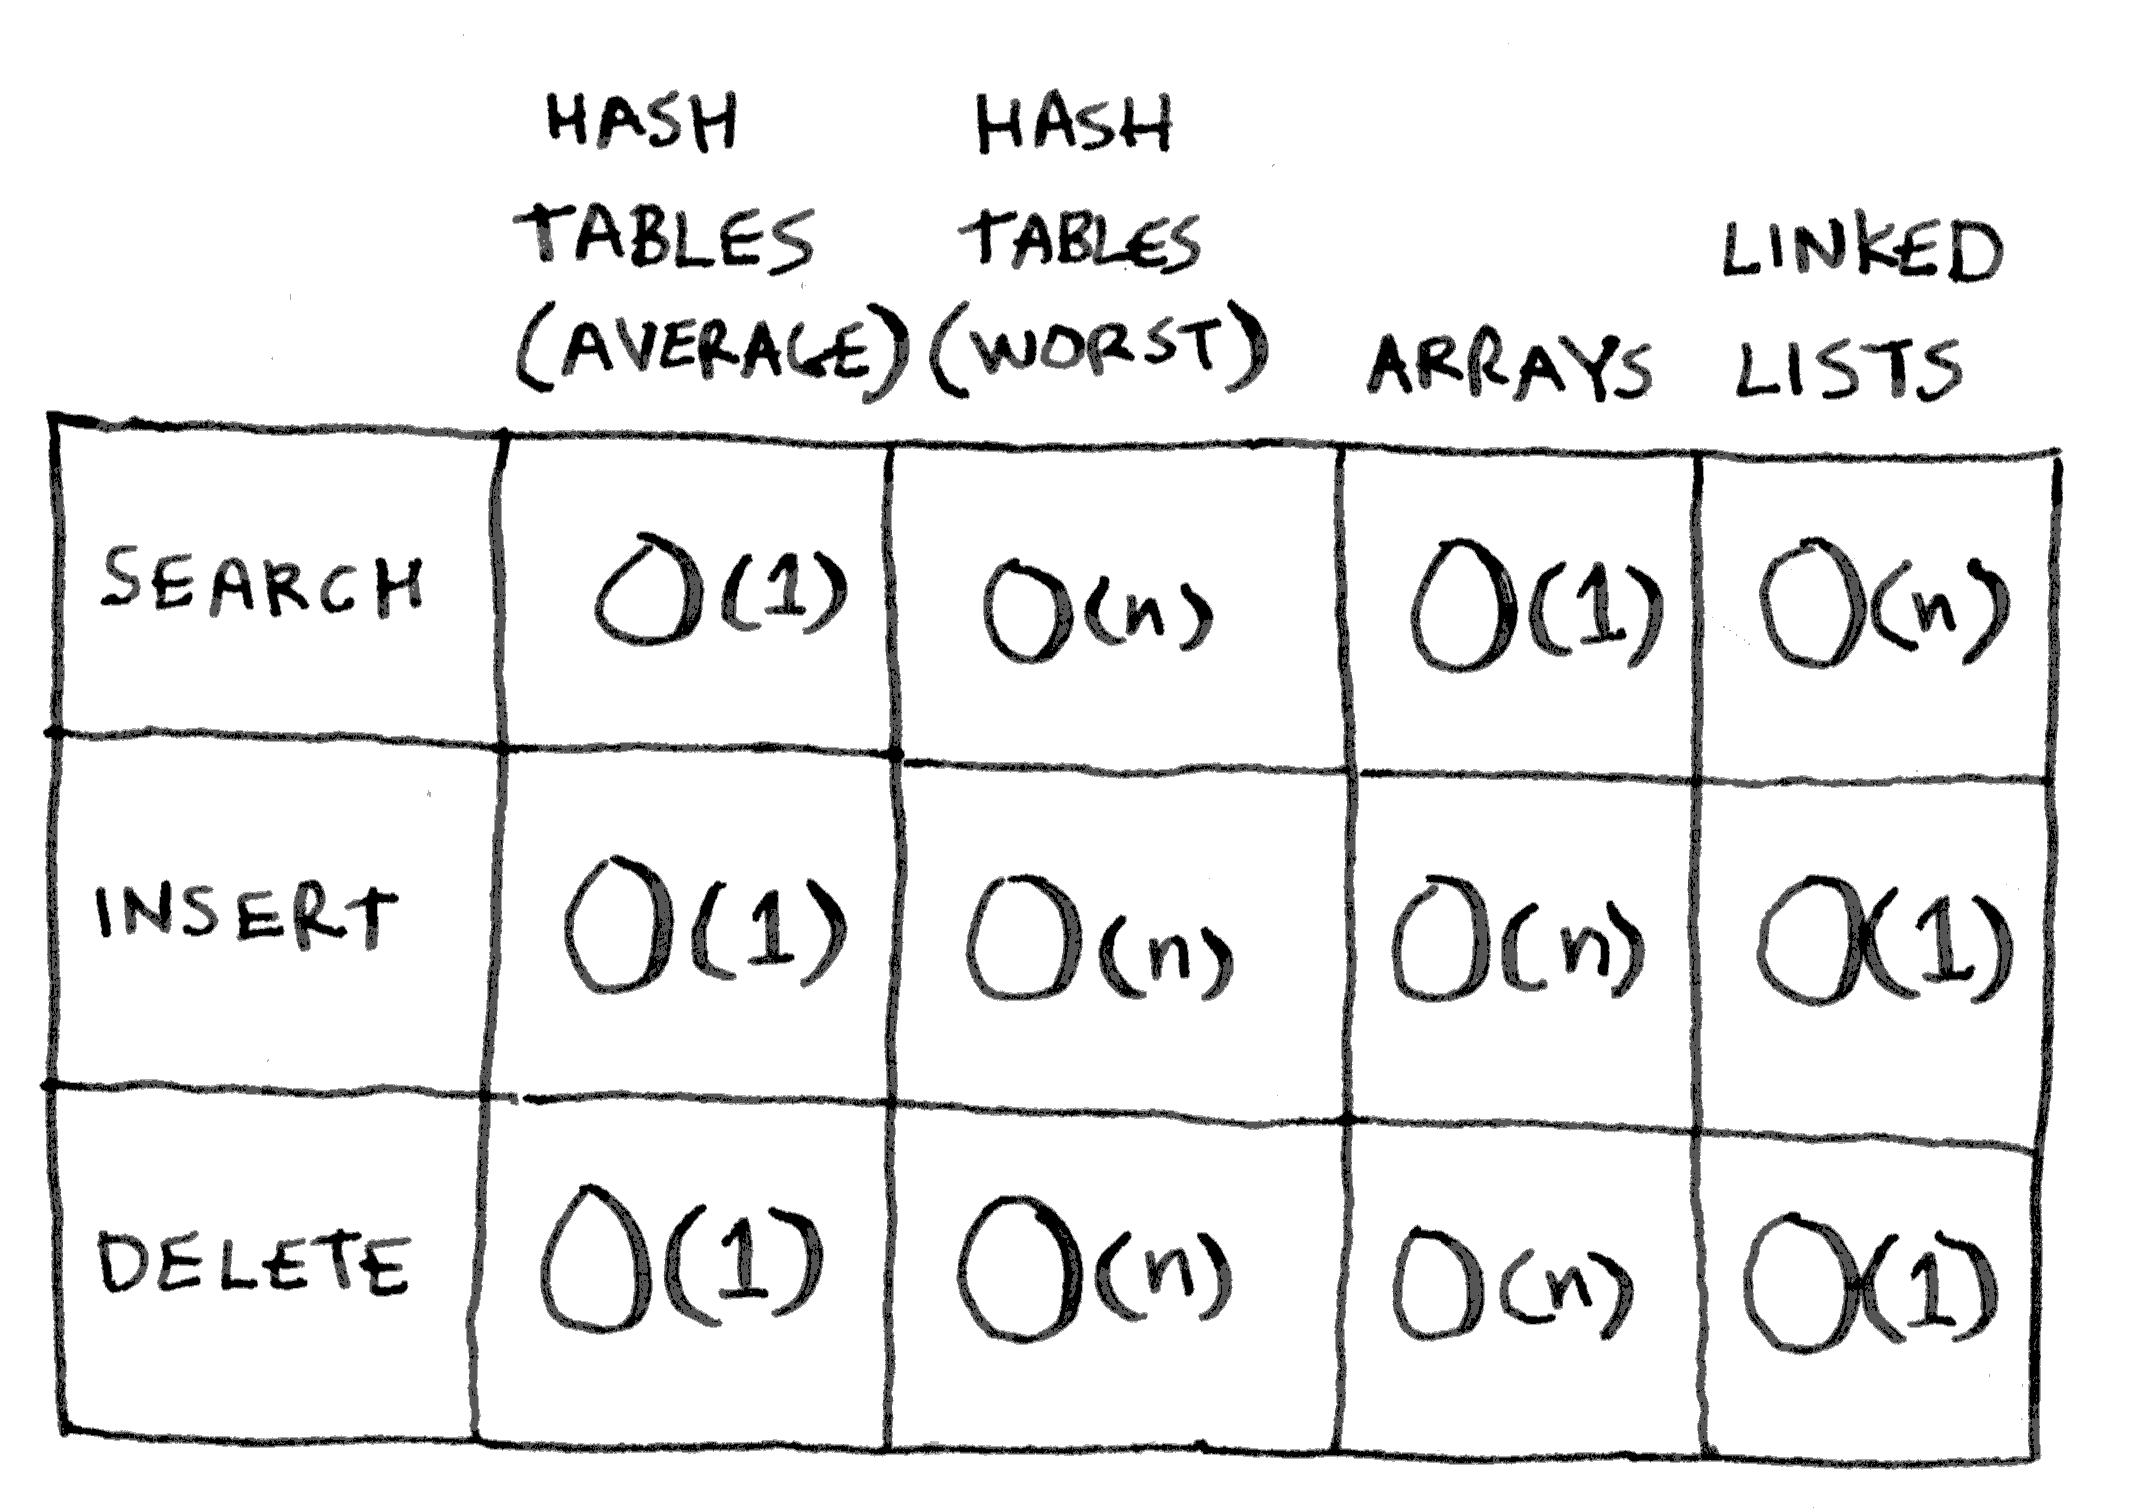 HASH TABLES (AVERAGE)
HASH TABLES (WORST)
ARRAYS
LINKED LISTS
SEARCH O(1) O(n) O(1) O(n)
INSERT O(1) O(n) O(n) O(1)
DELETE O(1) O(n) O(n) O(1)